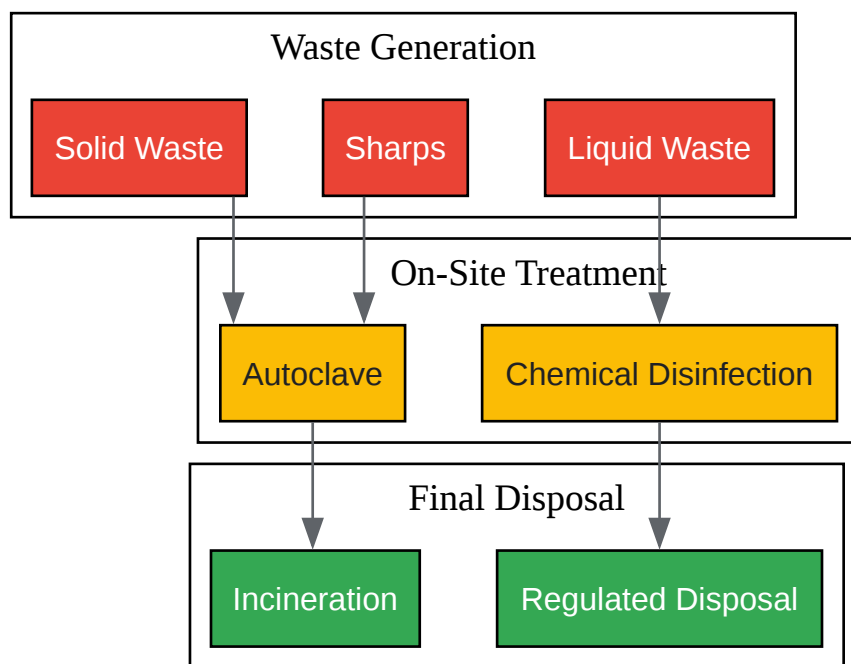 Waste Generation
Solid Waste
Sharps
Liquid Waste
On-Site Treatment
Autoclave
Chemical Disinfection
Final Disposal
Incineration
Regulated Disposal